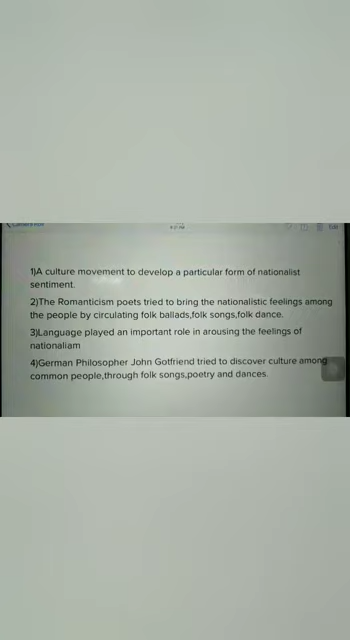 Edit
1)A culture movement to develop a particular form of nationalist
sentiment.
2)The Romanticism poets tried to bring the nationalistic feelings among
the people by circulating folk ballads,folk songs,folk dance.
3)Language played an important role in arousing the feelings of
nationaliam
4)German Philosopher John Gotfriend tried to discover culture among
common people,through folk songs,poetry and dances.